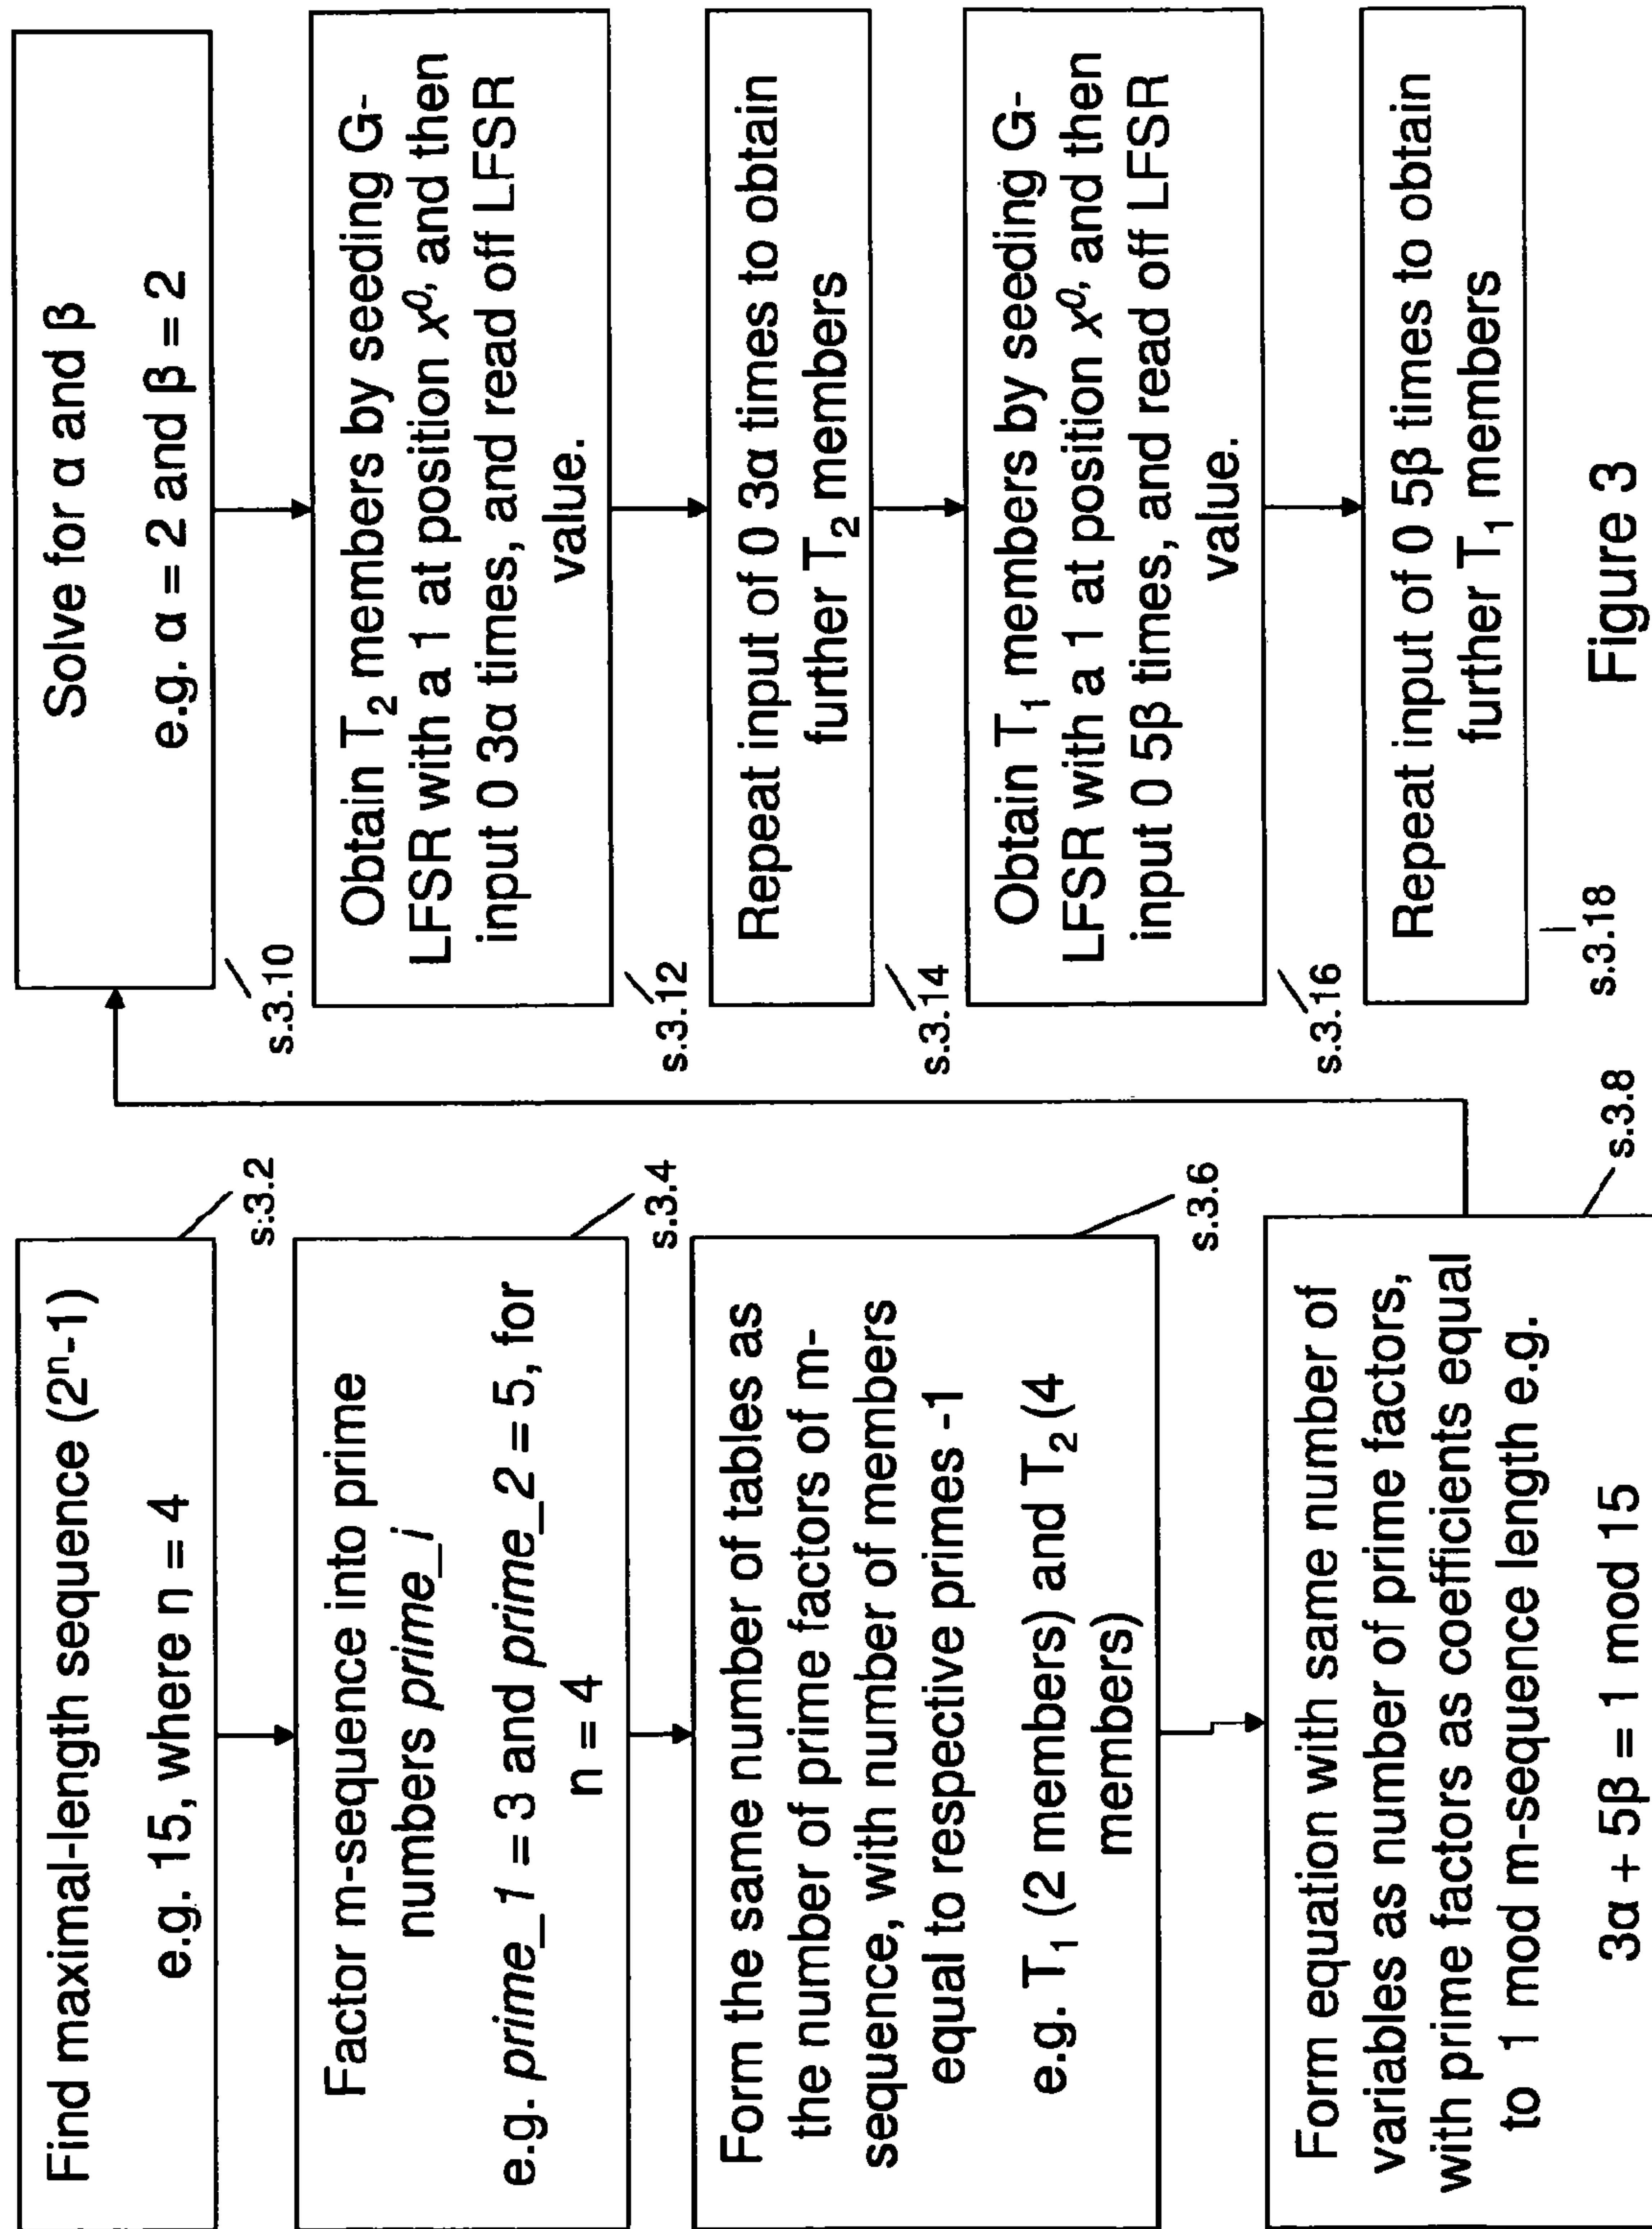 Find maximal-length sequence (2ⁿ-1)
e.g. 15, where n = 4
s.3.2
Factor m-sequence into prime
numbers prime_i
e.g. prime_1 = 3 and prime_2 = 5, for
n = 4
s.3.4
Form the same number of tables as
the number of prime factors of m-
sequence, with number of members
equal to respective primes -1
e.g. T₁ (2 members) and T₂ (4
members)
s.3.6
Form equation with same number of
variables as number of prime factors,
with prime factors as coefficients equal
to 1 mod m-sequence length e.g.
3α + 5β = 1 mod 15
s.3.8
Solve for α and β
e.g. α = 2 and β = 2
s.3.10
Obtain T₂ members by seeding G-
LFSR with a 1 at position x⁰, and then
input 0 3α times, and read off LFSR
value.
s.3.12
Repeat input of 0 3α times to obtain
further T₂ members
s.3.14
Obtain T₁ members by seeding G-
LFSR with a 1 at position x⁰, and then
input 0 5β times, and read off LFSR
value.
s.3.16
Repeat input of 0 5β times to obtain
further T₁ members
s.3.18
Figure 3